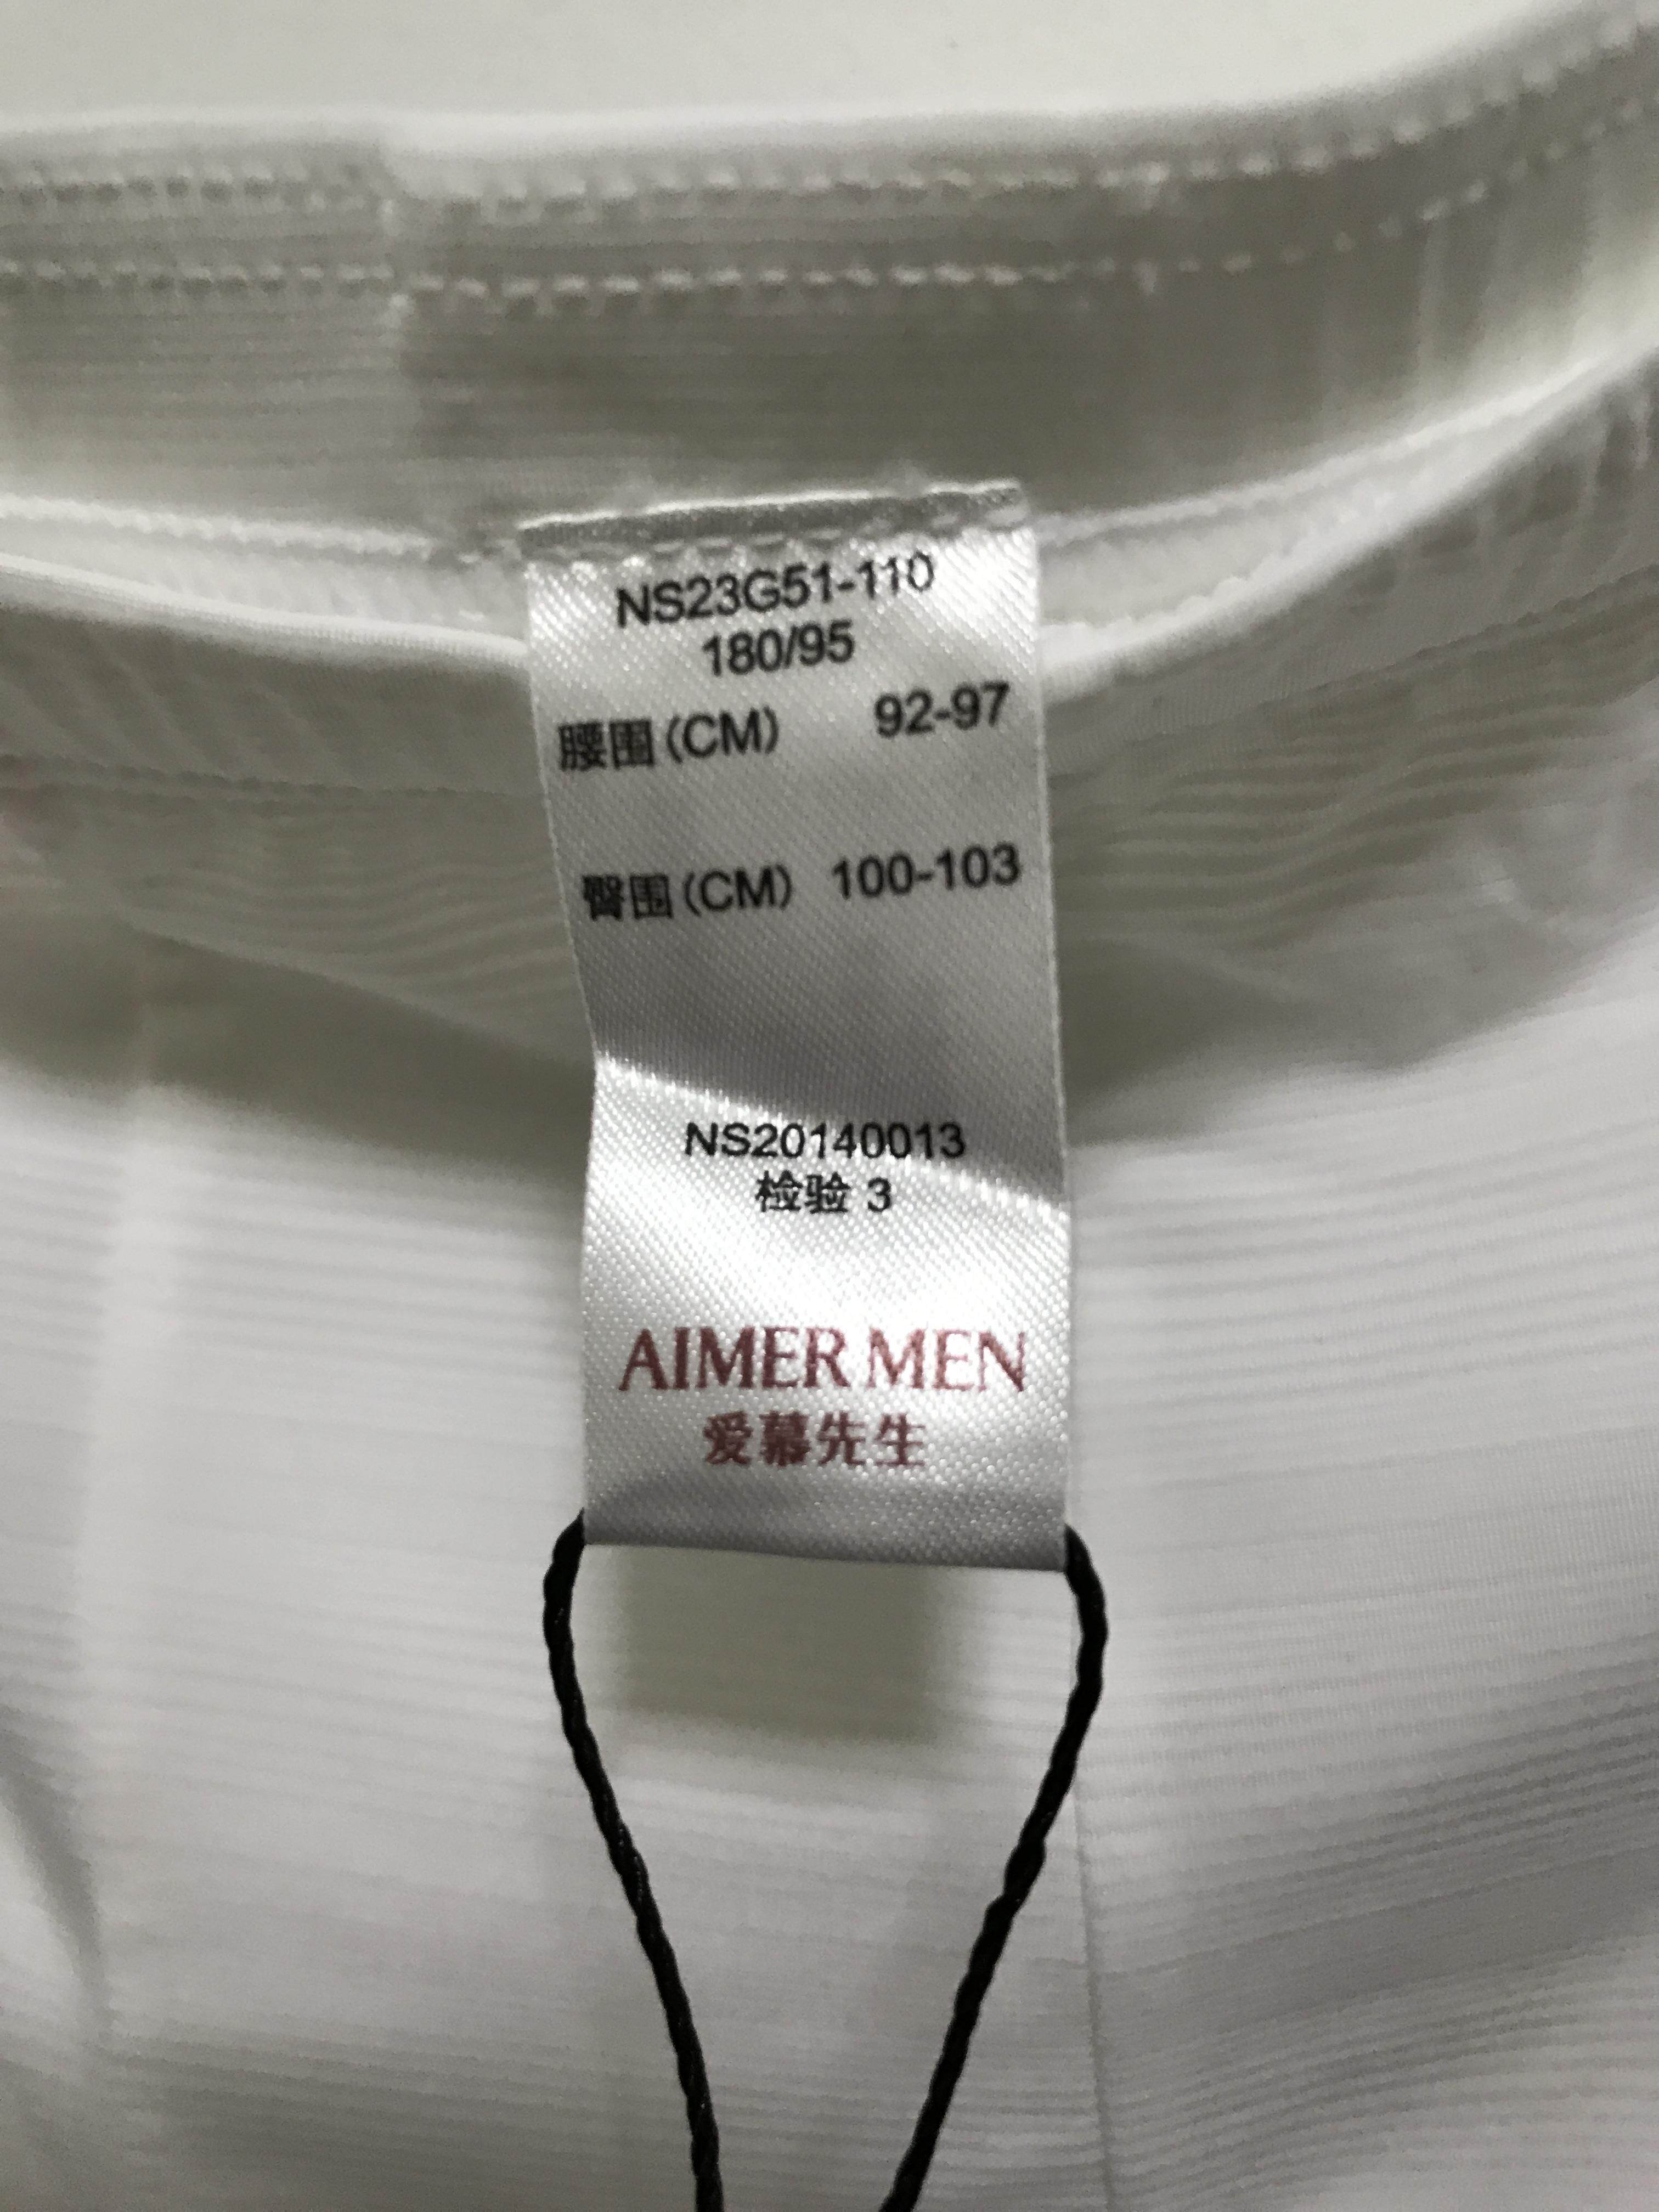 NS23G51-110
180/95
腰围(CM) 92-97
臀围(CM) 100-103
NS20140013
检验 3
AIMER MEN
爱慕先生